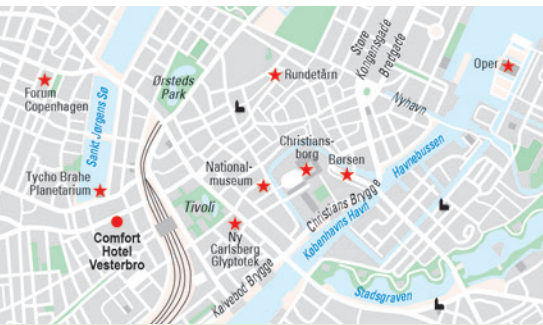 Store
Kongensgade
Bredgade
Oper
Ørsteds
Park
Rundetårn
Forum
Copenhagen
Sankt Jørgens Sø
Nyhavn
Christians-
borg
Børsen
Havnebussen
National-
museum
Tycho Brahe
Planetarium
Tivoli
Christians Brygge
Københavns Havn
Comfort
Hotel
Vesterbro
Ny
Carlsberg
Glyptotek
Kalvebod Brygge
Stadsgraven